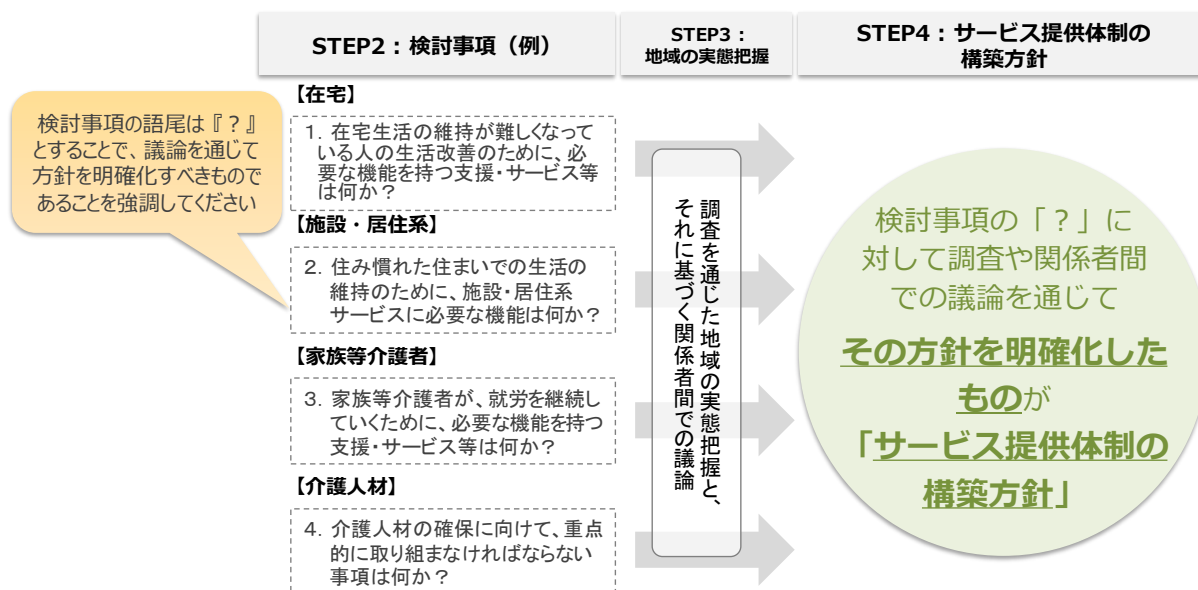 STEP2：検討事項（例）
STEP3：
地域の実態把握
STEP4：サービス提供体制の
構築方針
検討事項の語尾は『？』
とすることで、議論を通じて
方針を明確化すべきもので
あることを強調してください
【在宅】
1．在宅生活の維持が難しくなって
いる人の生活改善のために、必
要な機能を持つ支援・サービス等
は何か？
【施設・居住系】
2．住み慣れた住まいでの生活の
維持のために、施設・居住系
サービスに必要な機能は何か？
【家族等介護者】
3．家族等介護者が、就労を継続し
ていくために、必要な機能を持つ
支援・サービス等は何か？
【介護人材】
4．介護人材の確保に向けて、重点
的に取り組まなければならない
事項は何か？
調査を通じた地域の実態把握と、
それに基づく関係者間での議論
検討事項の「？」に
対して調査や関係者間
での議論を通じて
その方針を明確化した
ものが
「サービス提供体制の
構築方針」